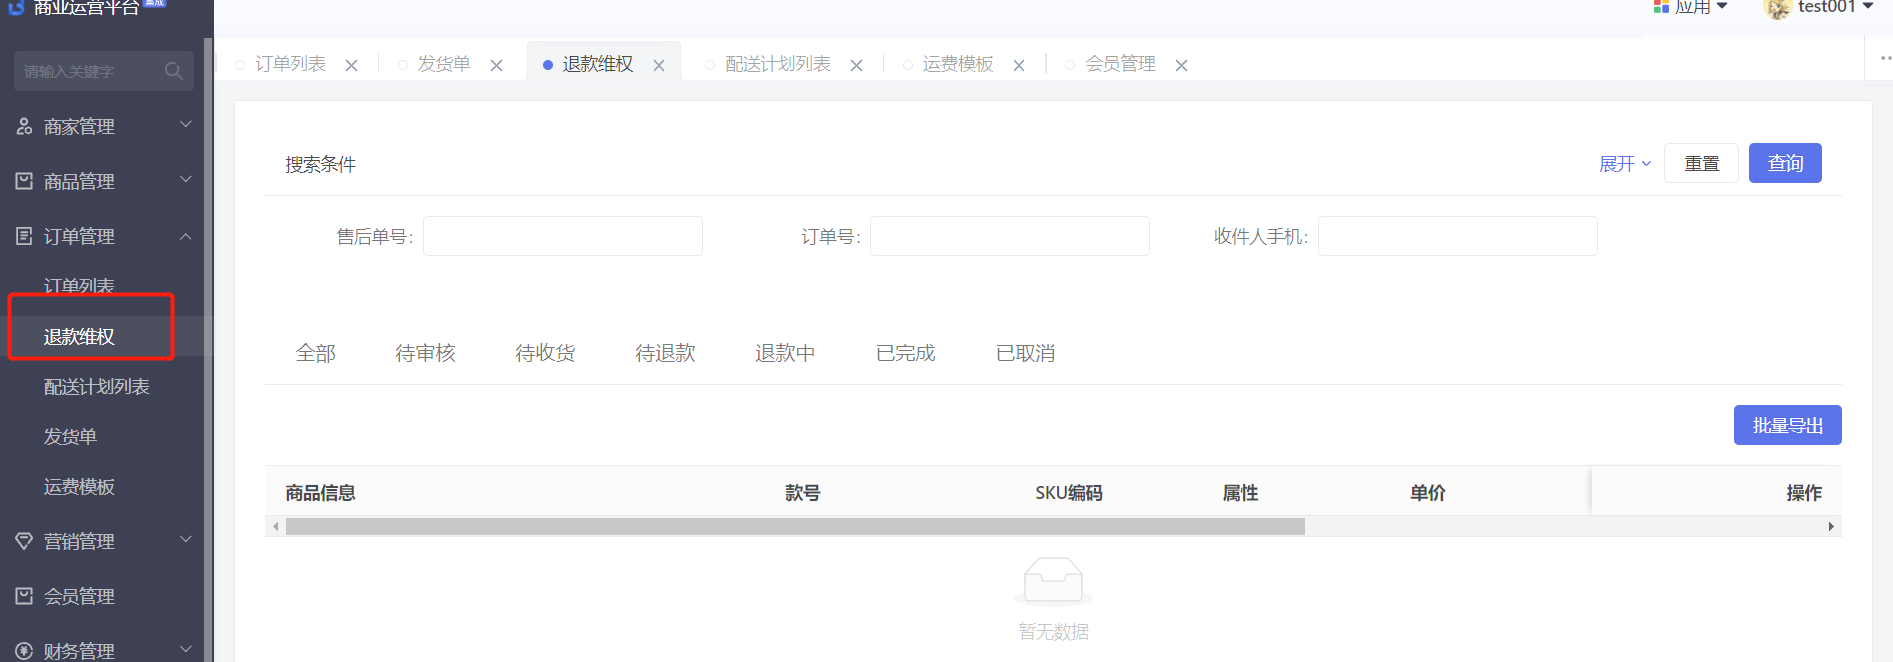 商业运营平台 集成
应用 test001
请输入关键字
订单列表 发货单 退款维权 配送计划列表 运费模板 会员管理
商家管理
商品管理
订单管理
订单列表
退款维权
配送计划列表
发货单
运费模板
营销管理
会员管理
财务管理
搜索条件 展开 重置 查询
售后单号: 订单号: 收件人手机:
全部 待审核 待收货 待退款 退款中 已完成 已取消
批量导出
商品信息 款号 SKU编码 属性 单价 操作
暂无数据